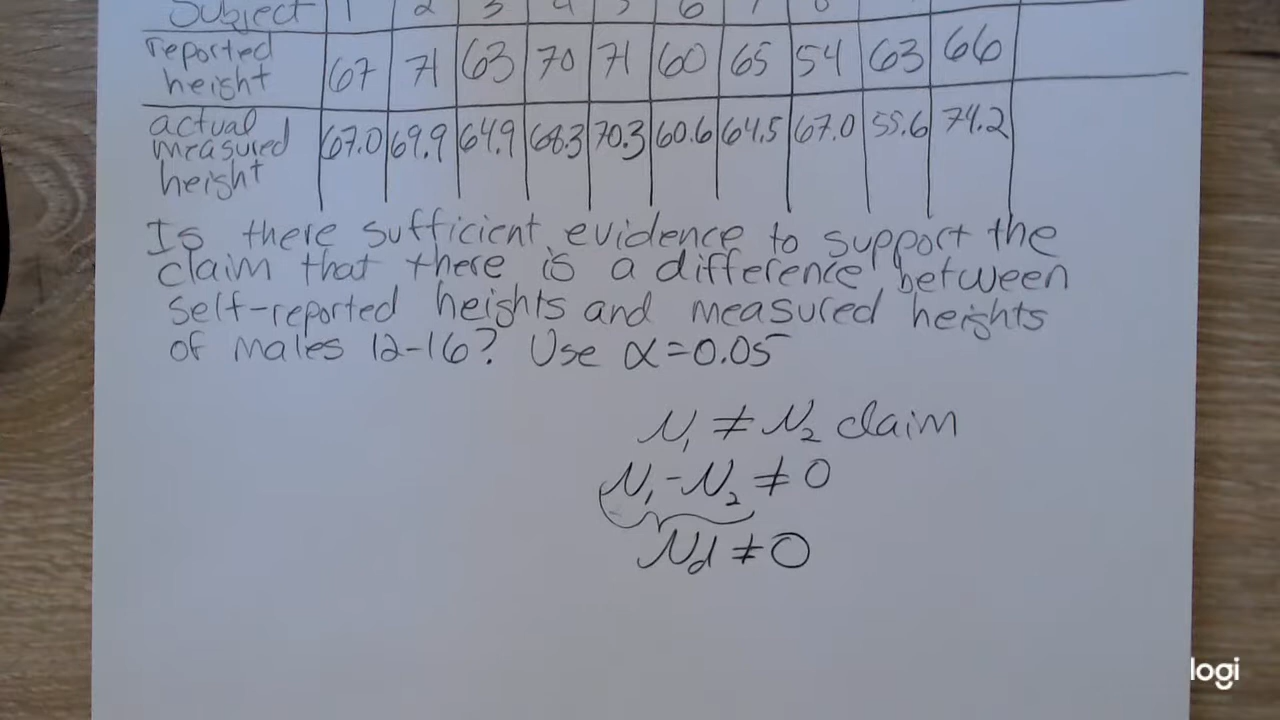 Subject 1 2 3 4 5 6 7 8
reported height 67 71 63 70 71 60 65 54 63 66
actual measured height 67.0 69.9 64.9 68.3 70.3 60.6 64.5 67.0 55.6 74.2
Is there sufficient evidence to support the
claim that there is a difference between
self-reported heights and measured heights
of males 12-16? Use α=0.05
μ₁ ≠ μ₂ claim
μ₁-μ₂ ≠ 0
μd ≠ 0
logi